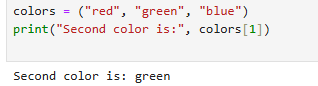 colors = ("red", "green", "blue")
print("Second color is:", colors[1])
Second color is: green